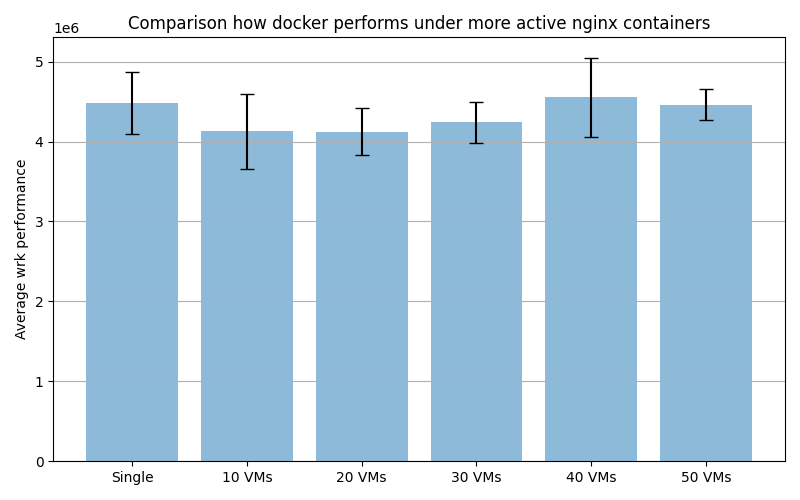 Comparison how docker performs under more active nginx containers
1e6
5
4
3
2
1
0
Average wrk performance
Single 10 VMs 20 VMs 30 VMs 40 VMs 50 VMs